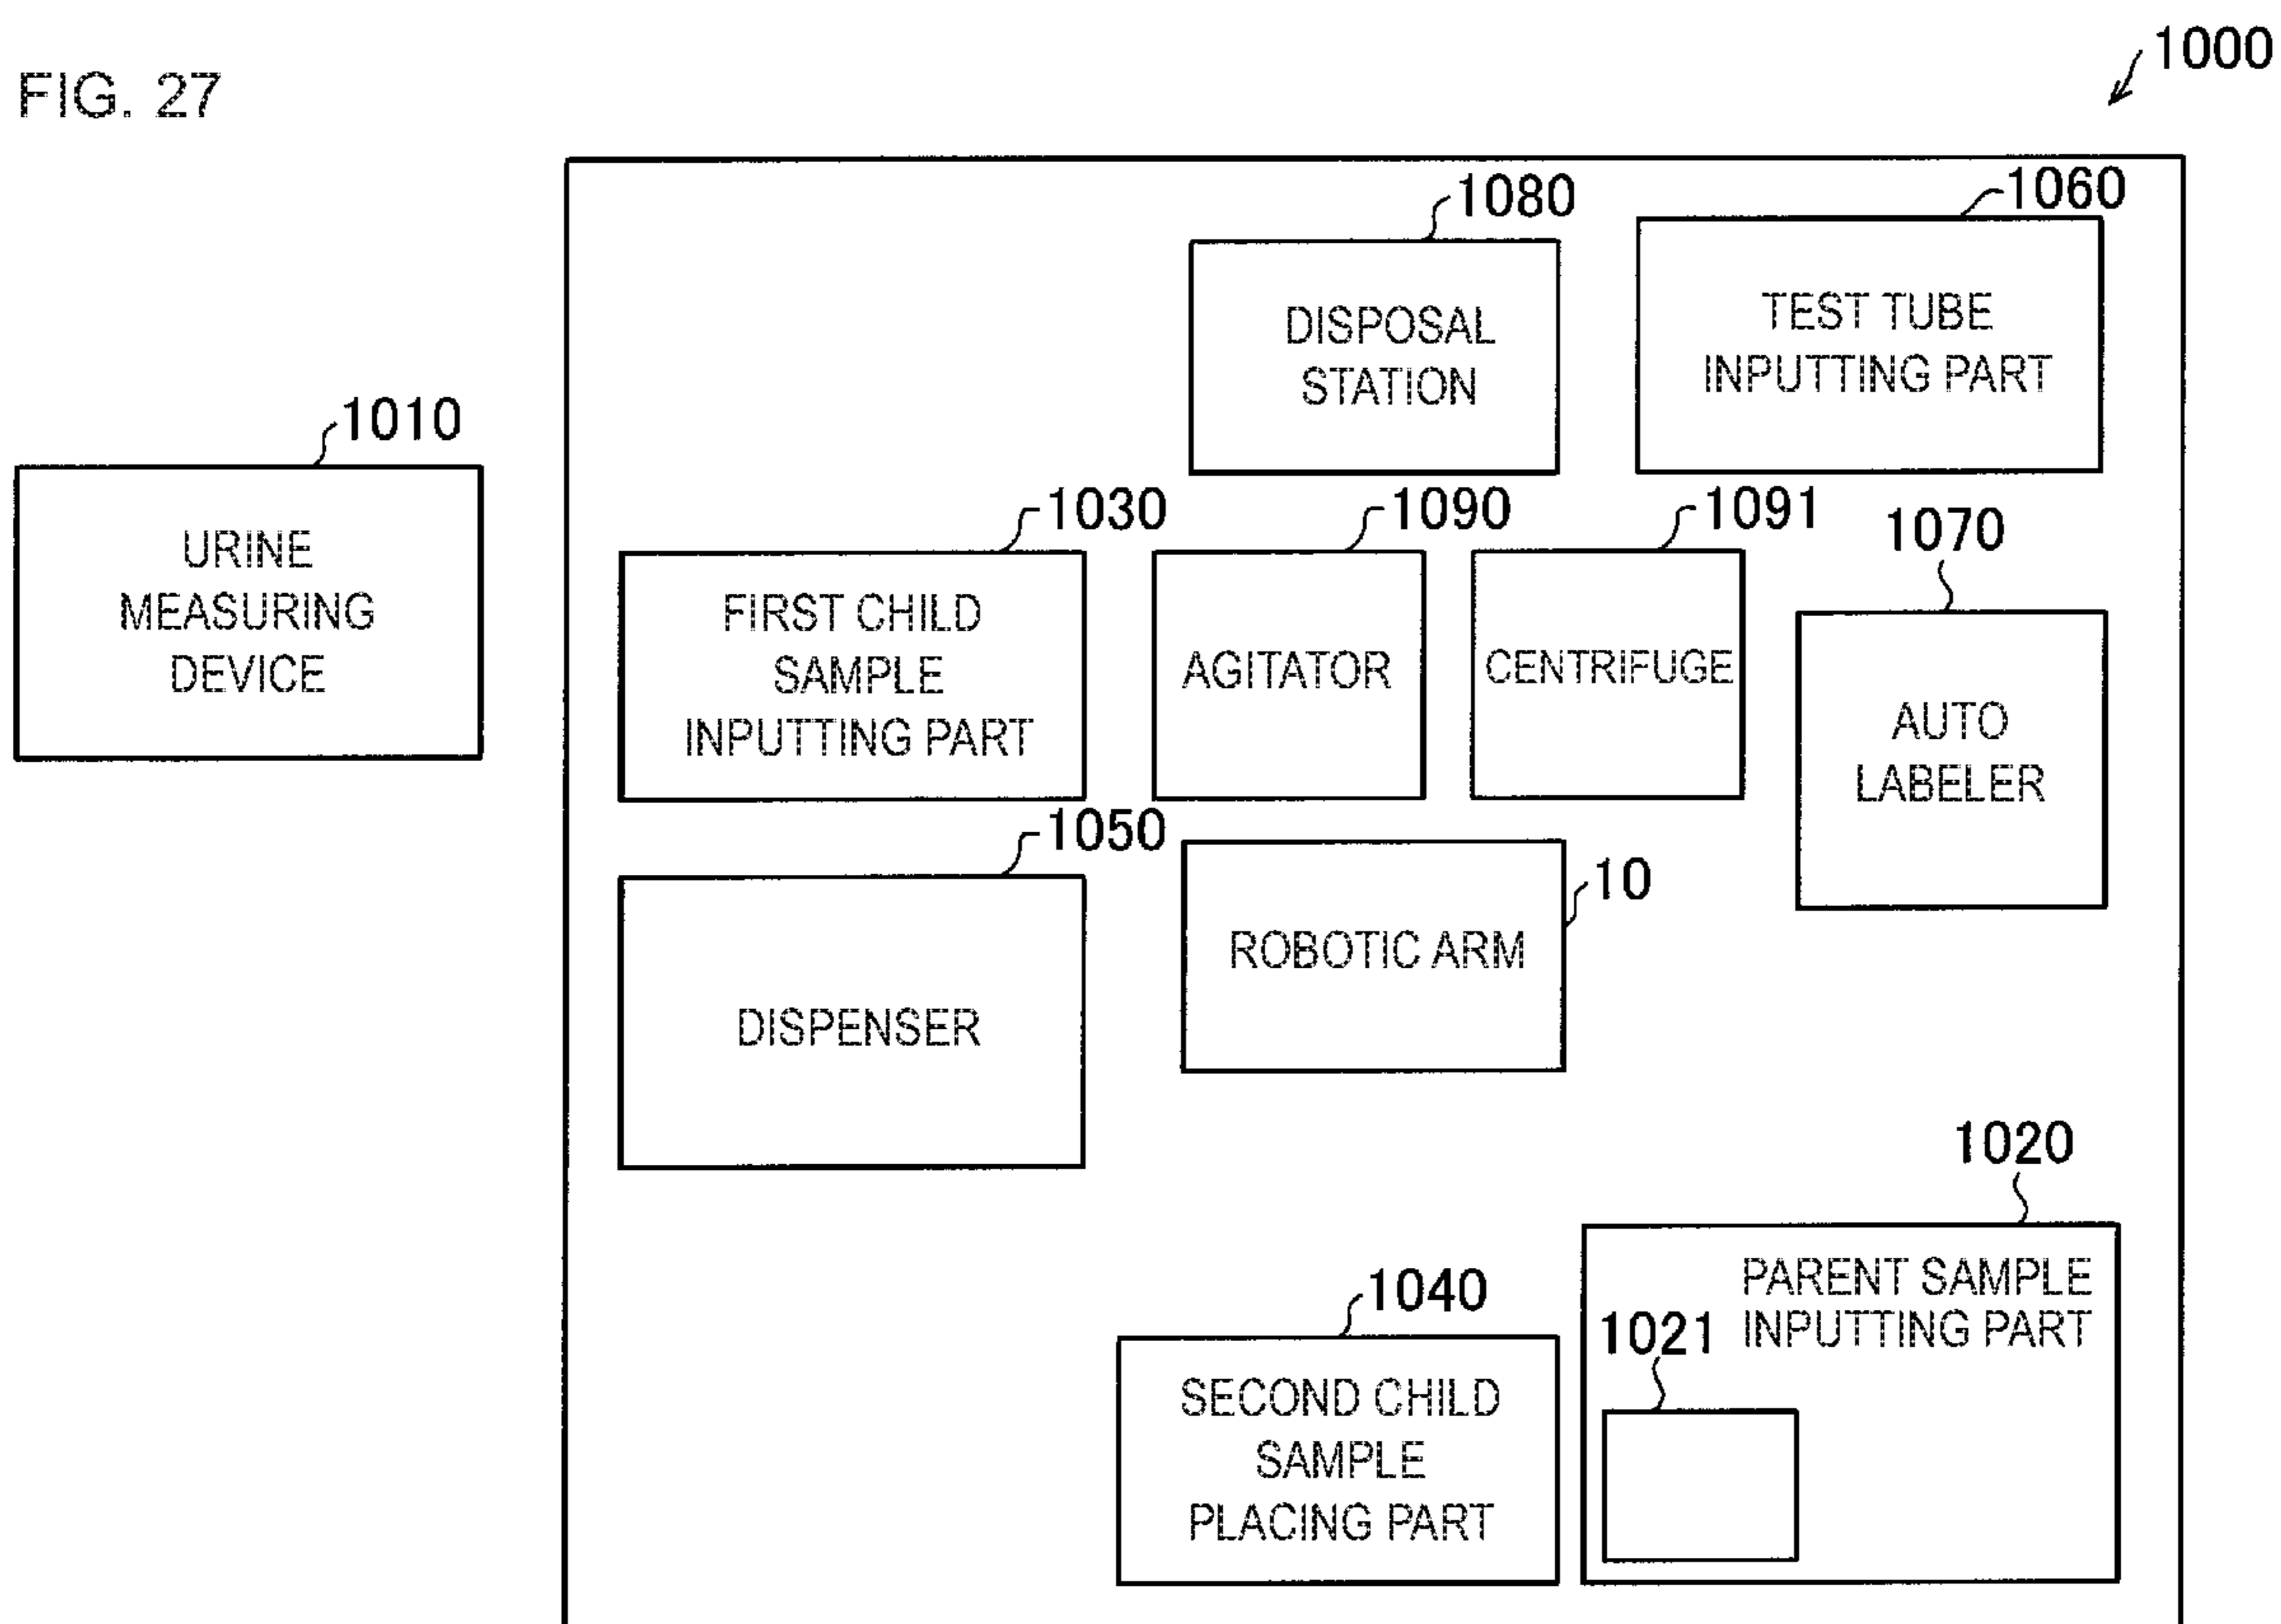 1000
FIG. 27
1080
1060
DISPOSAL
STATION
TEST TUBE
INPUTTING PART
1010
URINE
MEASURING
DEVICE
1030
FIRST CHILD
SAMPLE
INPUTTING PART
1090
AGITATOR
1091
CENTRIFUGE
1070
AUTO
LABELER
1050
DISPENSER
10
ROBOTIC ARM
1020
PARENT SAMPLE
INPUTTING PART
1021
1040
SECOND CHILD
SAMPLE
PLACING PART